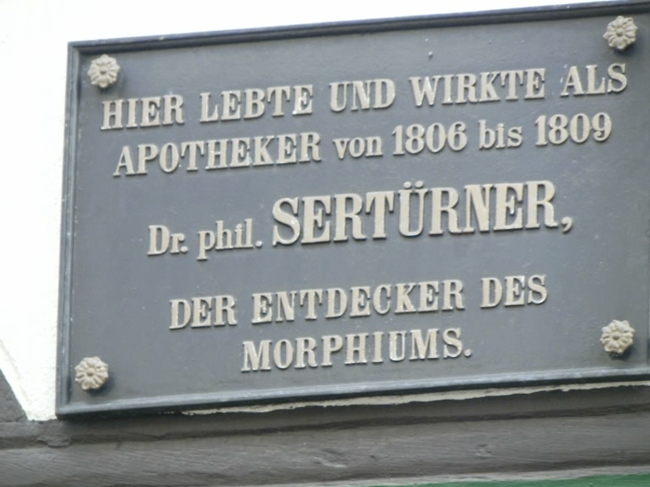 HIER LEBTE UND WIRKTE ALS
APOTHEKER von 1806 bis 1809
Dr. phil. SERTÜRNER,
DER ENTDECKER DES
MORPHIUMS.